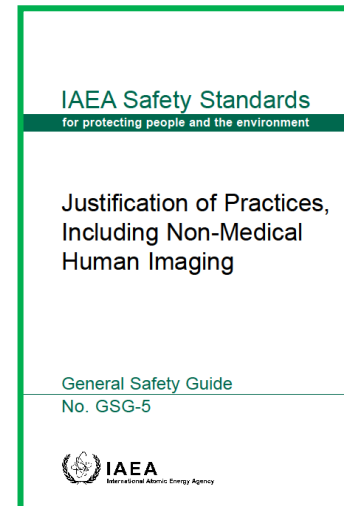 IAEA Safety Standards
for protecting people and the environment
Justification of Practices,
Including Non-Medical
Human Imaging
General Safety Guide
No. GSG-5
IAEA
International Atomic Energy Agency